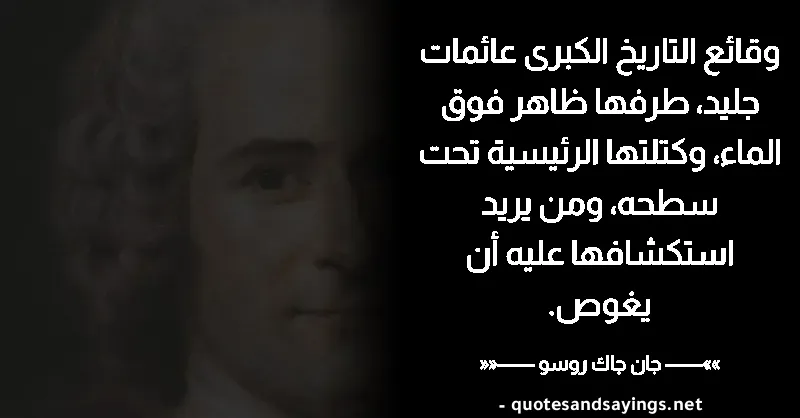 وقائع التاريخ الكبرى عائمات
جليد، طرفها ظاهر فوق
الماء، وكتلتها الرئيسية تحت
سطحه، ومن يريد
استكشافها عليه أن
يغوص.
»»—— جان جاك روسو ——««
- quotesandsayings.net